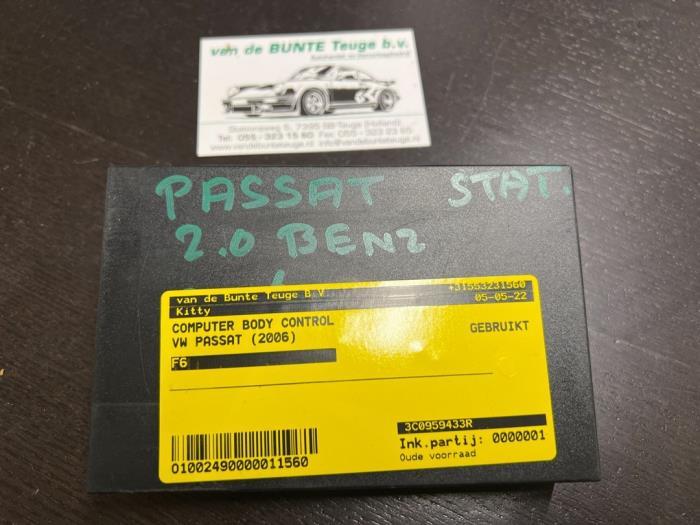 van de BUNTE Teuge b.v.
PASSAT STAT.
2.0 BENZ
van de Bunte Teuge B V +31553231560
Kitty 05-05-22
COMPUTER BODY CONTROL GEBRUIKT
VW PASSAT (2006)
F6
3C0959433R
Ink.partij: 0000001
01002490000011560 Oude voorraad